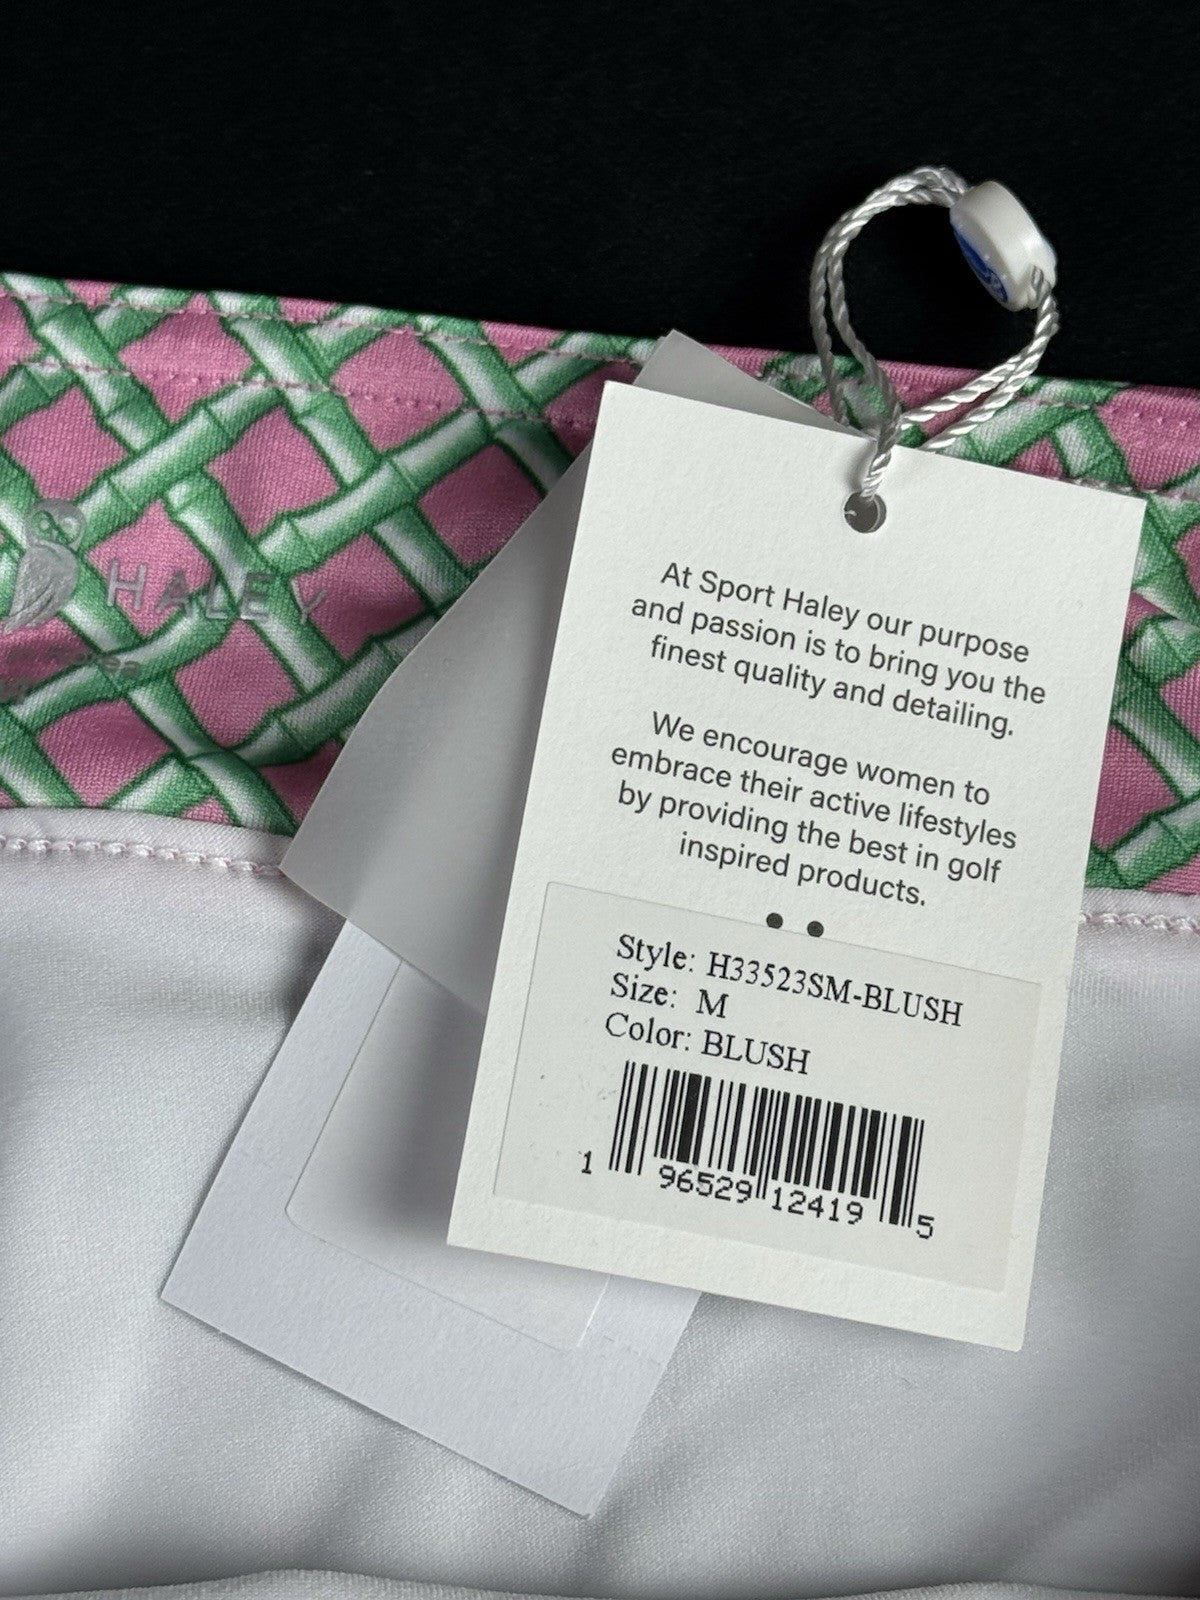 HALEY
At Sport Haley our purpose
and passion is to bring you the
finest quality and detailing.
We encourage women to
embrace their active lifestyles
by providing the best in golf
inspired products.
Style: H33523SM-BLUSH
Size: M
Color: BLUSH
1 96529 12419 5